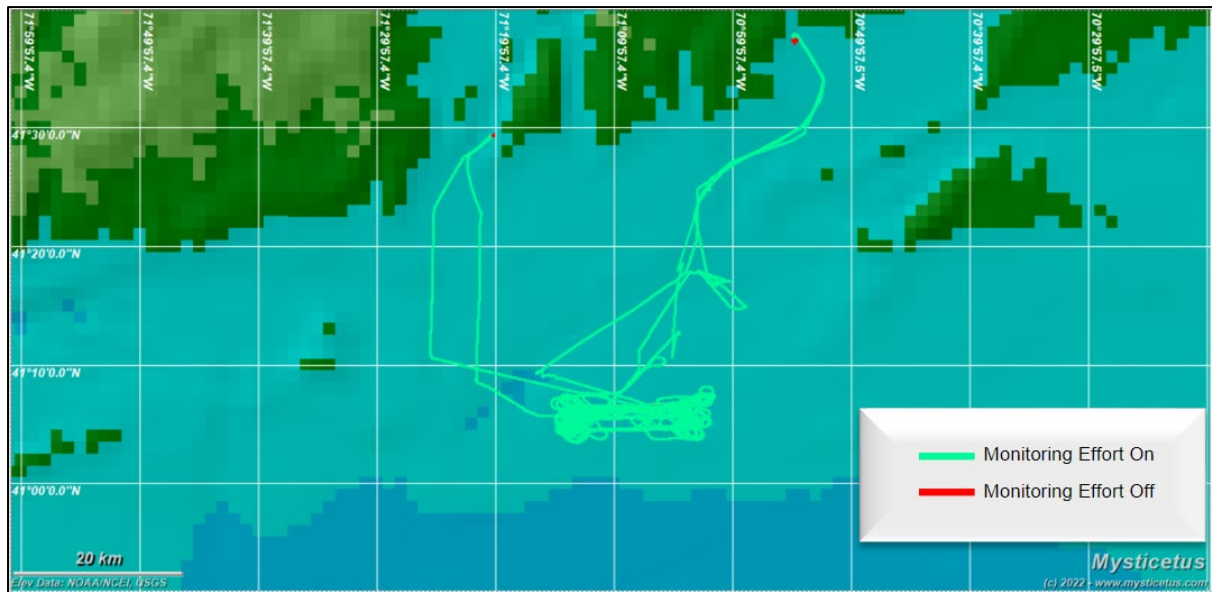 71°59'57.4"W
71°49'57.4"W
71°39'57.4"W
71°29'57.4"W
71°19'57.4"W
71°09'57.4"W
70°59'57.4"W
70°49'57.5"W
70°39'57.5"W
70°29'57.5"W
41°30'0.0"N
41°20'0.0"N
41°10'0.0"N
41°00'0.0"N
Monitoring Effort On
Monitoring Effort Off
20 km
Elev Data: NOAA/NCEI, USGS
Mysticetus
(c) 2022 - www.mysticetus.com